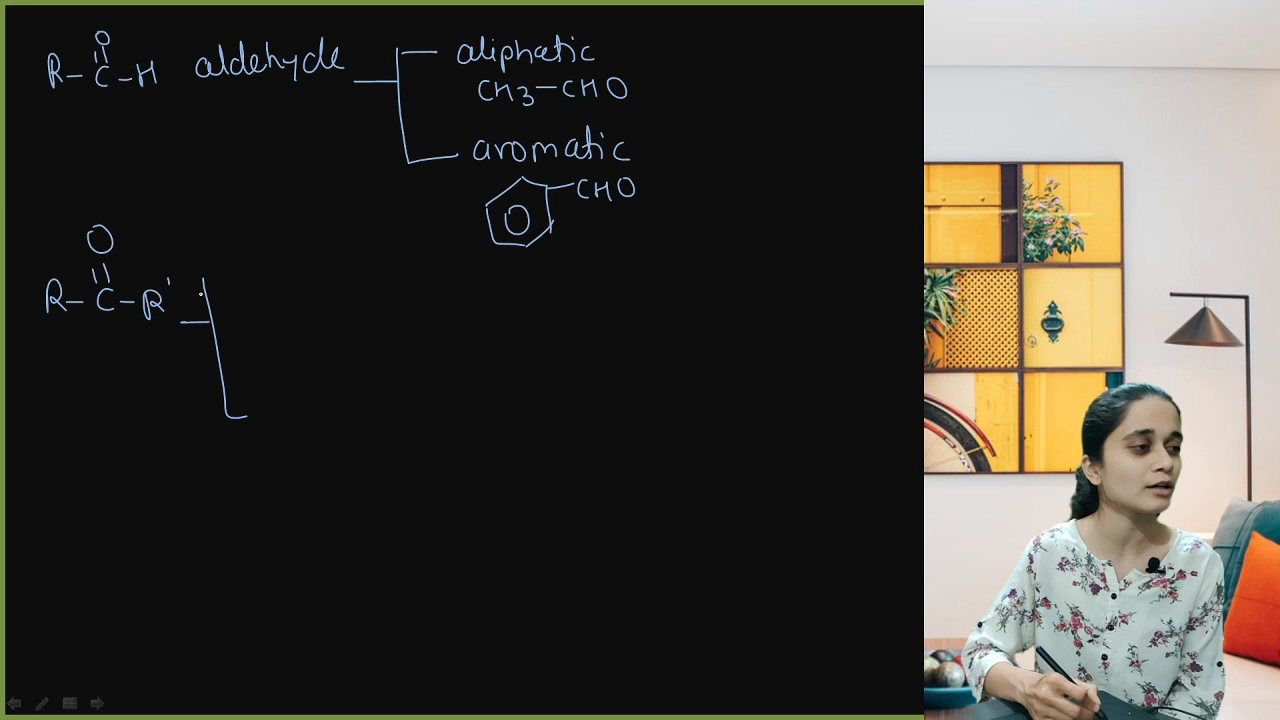 O
R-C-H aldehyde
aliphatic
CH3-CHO
aromatic
CHO
O
R-C-R'